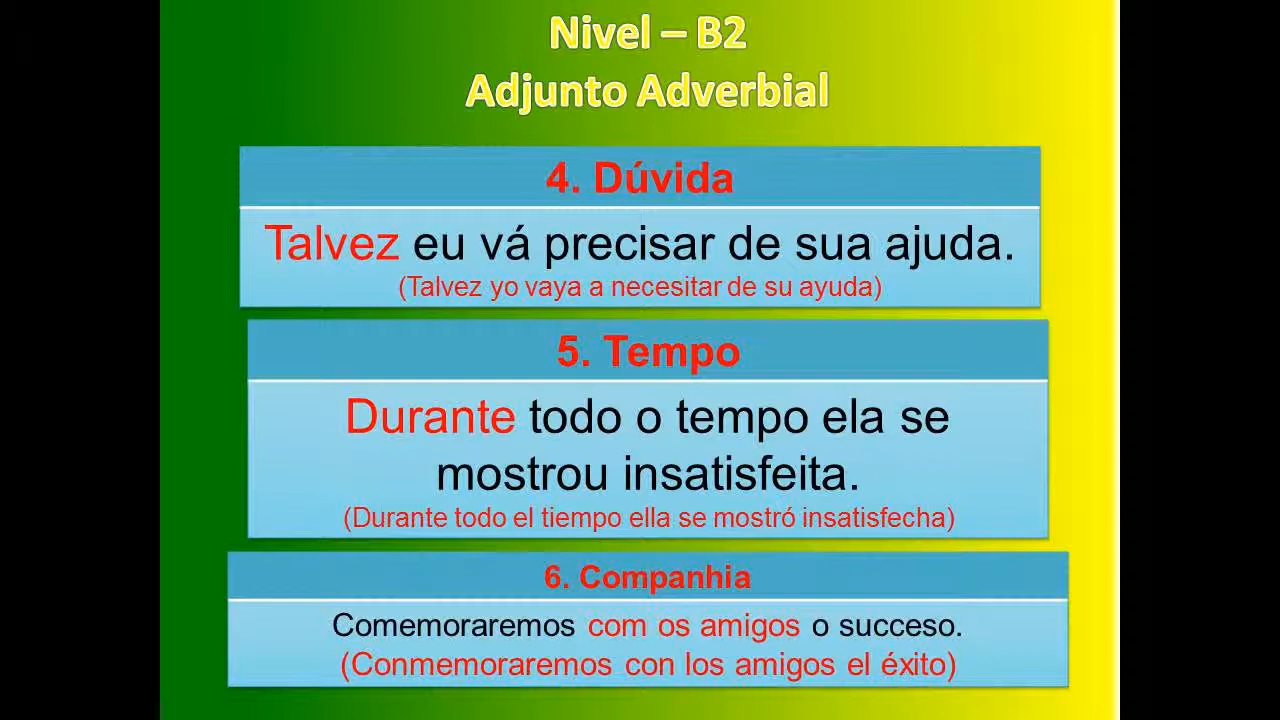 Nivel – B2
Adjunto Adverbial
4. Dúvida
Talvez eu vá precisar de sua ajuda.
(Talvez yo vaya a necesitar de su ayuda)
5. Tempo
Durante todo o tempo ela se
mostrou insatisfeita.
(Durante todo el tiempo ella se mostró insatisfecha)
6. Companhia
Comemoraremos com os amigos o succeso.
(Conmemoraremos con los amigos el éxito)